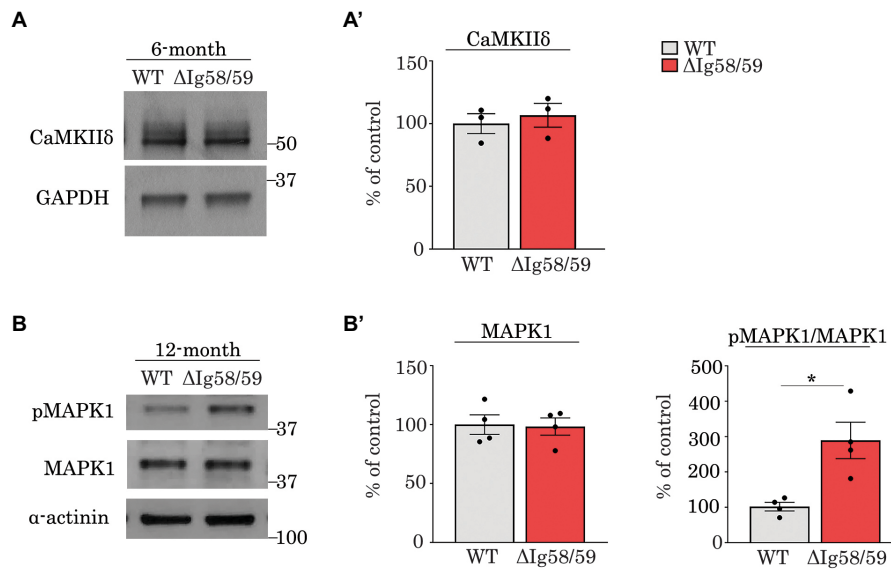 A
6-month
WT ΔIg58/59
CaMKIIδ
50
37
GAPDH
A’
CaMKIIδ
% of control
150
100
50
0
WT ΔIg58/59
WT
ΔIg58/59
B
12-month
WT ΔIg58/59
pMAPK1
37
MAPK1
37
α-actinin
100
B’
MAPK1
% of control
150
100
50
0
WT ΔIg58/59
pMAPK1/MAPK1
% of control
500
400
300
200
100
0
*
WT ΔIg58/59